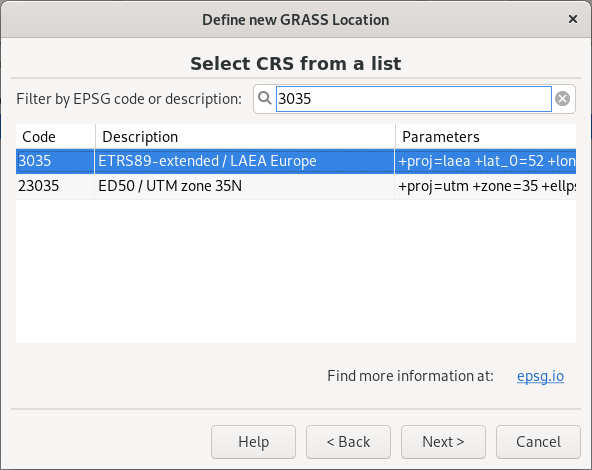 Define new GRASS Location
Select CRS from a list
Filter by EPSG code or description: 3035
Code Description Parameters
3035 ETRS89-extended / LAEA Europe +proj=laea +lat_0=52 +lon
23035 ED50 / UTM zone 35N +proj=utm +zone=35 +ellps
Find more information at: epsg.io
Help < Back Next > Cancel